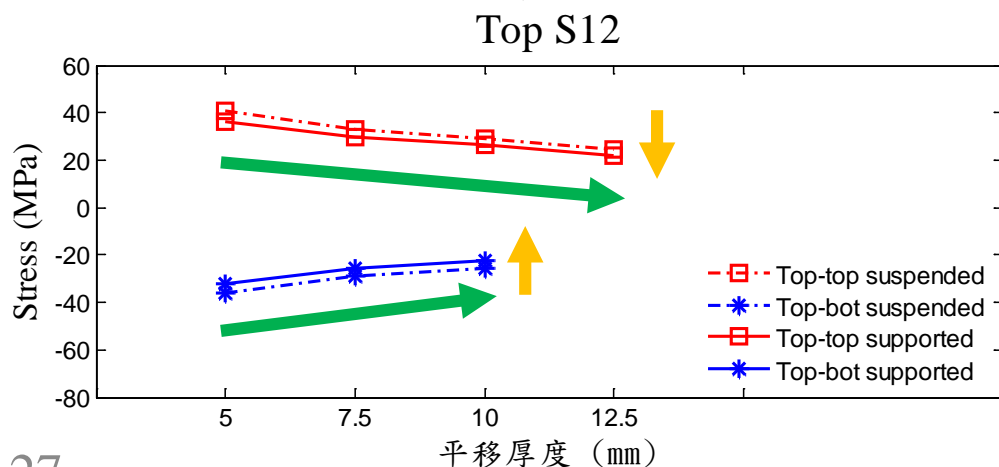 Top S12
60
40
20
0
-20
-40
-60
-80
Stress (MPa)
5
7.5
10
12.5
平移厚度 (mm)
Top-top suspended
Top-bot suspended
Top-top supported
Top-bot supported
27